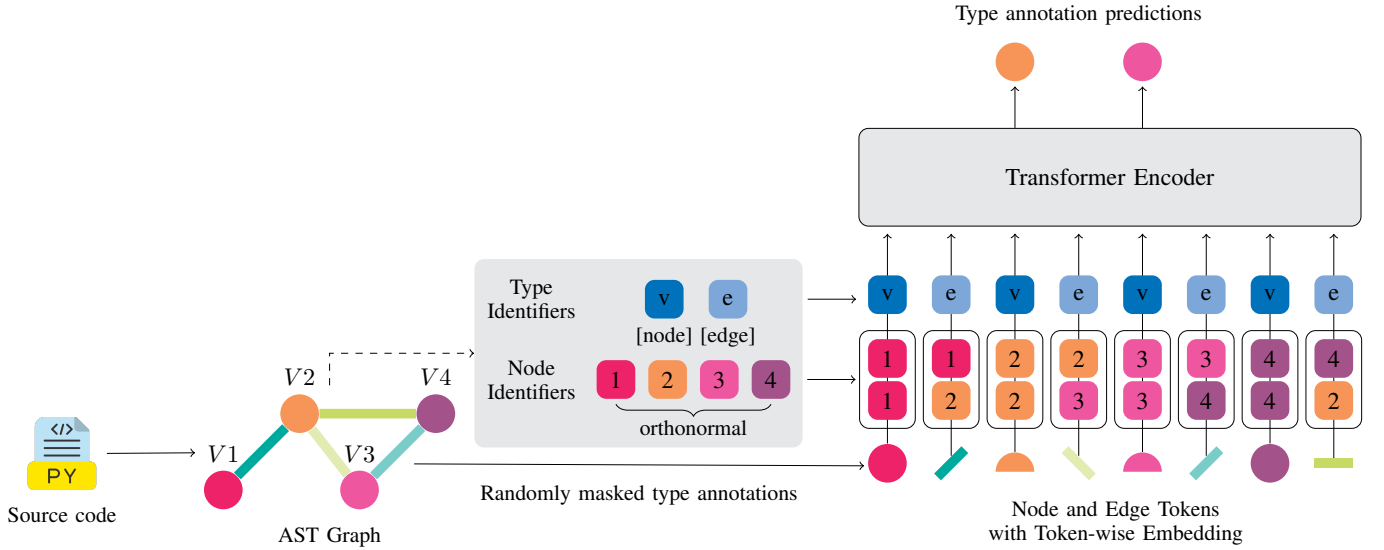 Type annotation predictions
Transformer Encoder
Type
Identifiers
v e
[node] [edge]
Node
Identifiers
1 2 3 4
orthonormal
v e v e v e v e
1 1 2 2 3 3 4 4
1 2 2 3 3 4 4 2
V2 V4
V1 V3
</>
PY
Source code
AST Graph
Randomly masked type annotations
Node and Edge Tokens
with Token-wise Embedding